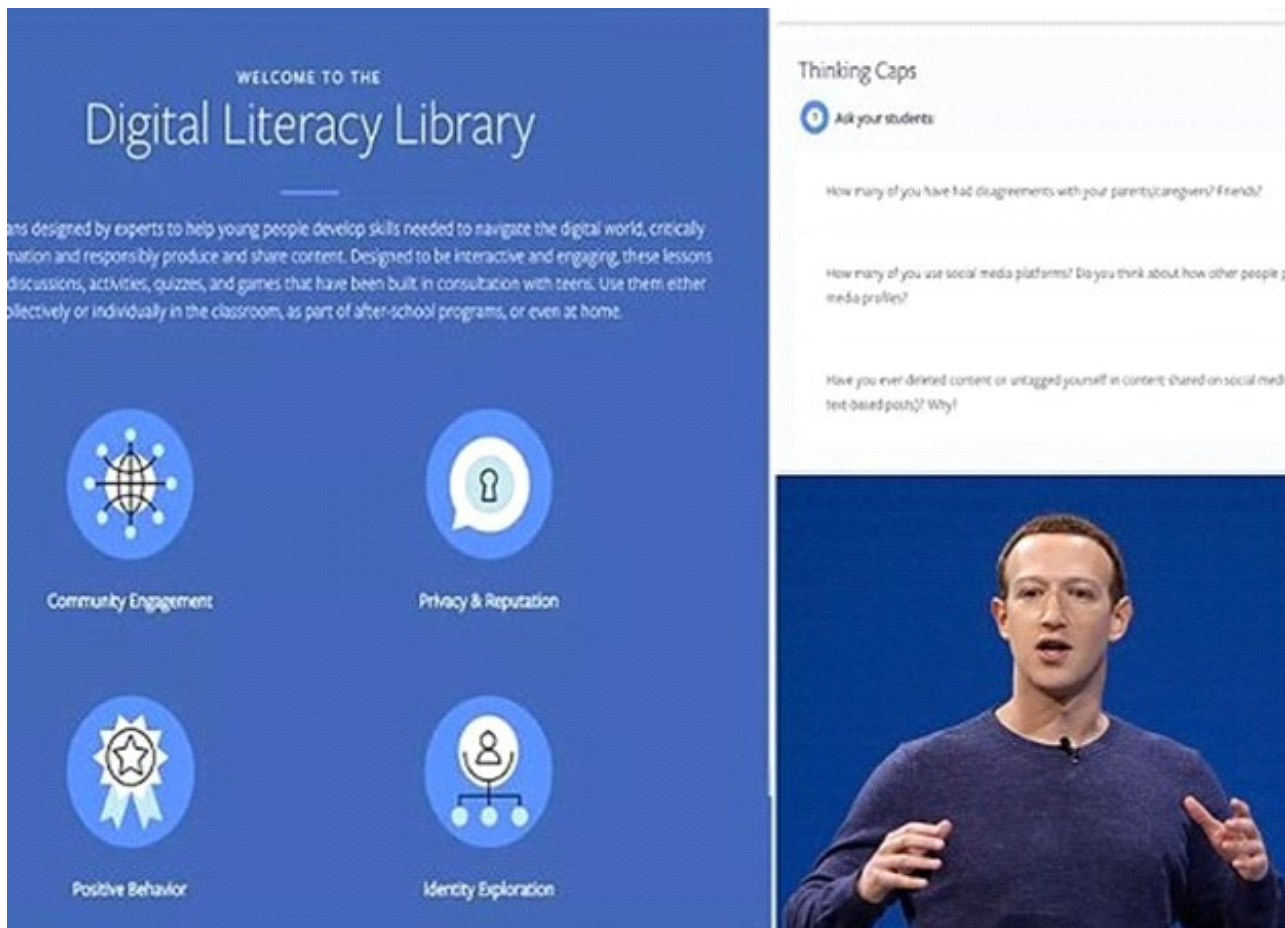 WELCOME TO THE
Digital Literacy Library
ans designed by experts to help young people develop skills needed to navigate the digital world, critically
mation and responsibly produce and share content. Designed to be interactive and engaging, these lessons
discussions, activities, quizzes, and games that have been built in consultation with teens. Use them either
ollectively or individually in the classroom, as part of after-school programs, or even at home.
Community Engagement
Privacy & Reputation
Positive Behavior
Identity Exploration
Thinking Caps
Ask your students:
How many of you have had disagreements with your parents/caregivers? Friends?
How many of you use social media platforms? Do you think about how other people p
media profiles?
Have you ever deleted content or untagged yourself in content shared on social medi
text-based posts)? Why?